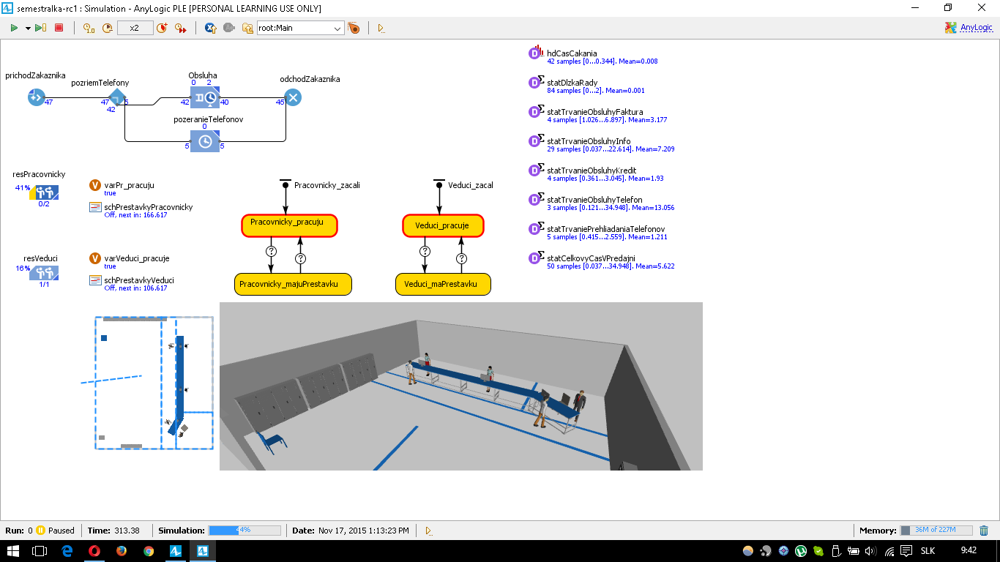 semestralka-rc1 : Simulation - AnyLogic PLE [PERSONAL LEARNING USE ONLY]
x2
root:Main
AnyLogic
prichodZakaznika
47
pozriemTelefony
47
5
42
Obsluha
0 2
42
40
odchodZakaznika
45
pozeranieTelefonov
0
5
5
hdCasCakania
42 samples [0...0.344]. Mean=0.008
statDlzkaRady
84 samples [0...2]. Mean=0.001
statTrvanieObsluhyFaktura
4 samples [1.026...6.897]. Mean=3.177
statTrvanieObsluhyInfo
29 samples [0.037...22.614]. Mean=7.209
statTrvanieObsluhyKredit
4 samples [0.361...3.045]. Mean=1.93
statTrvanieObsluhyTelefon
3 samples [0.121...34.948]. Mean=13.056
statTrvaniePrehliadaniaTelefonov
5 samples [0.415...2.559]. Mean=1.211
statCelkovyCasVPredajni
50 samples [0.037...34.948]. Mean=5.622
resPracovnicky
41%
0/2
varPr_pracuju
true
schPrestavkyPracovnicky
Off, next in: 166.617
resVeduci
16%
1/1
varVeduci_pracuje
true
schPrestavkyVeduci
Off, next in: 106.617
Pracovnicky_zacali
Pracovnicky_pracuju
?
?
Pracovnicky_majuPrestavku
Veduci_zacal
Veduci_pracuje
?
?
Veduci_maPrestavku
Run: 0 Paused Time: 313.38 Simulation: 44% Date: Nov 17, 2015 1:13:23 PM Memory: 36M of 227M
SLK 9:42